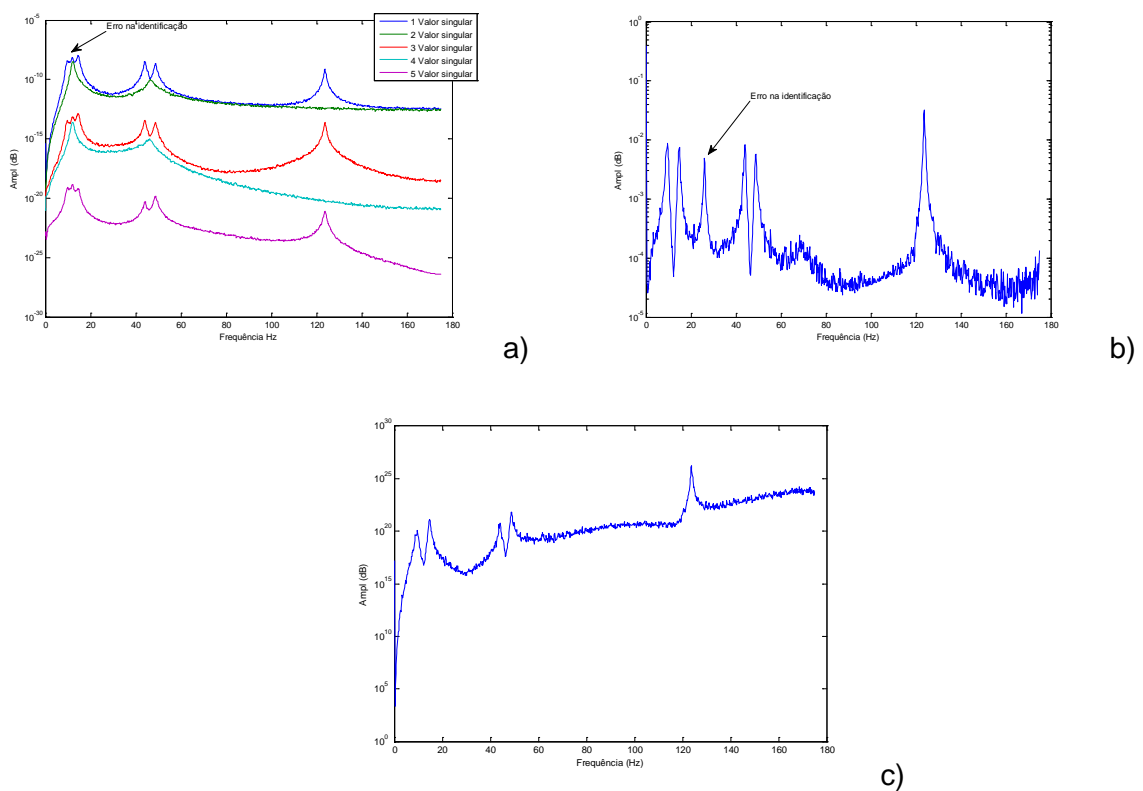 Erro na identificação
1 Valor singular
2 Valor singular
3 Valor singular
4 Valor singular
5 Valor singular
10^-5
10^-10
10^-15
10^-20
10^-25
10^-30
Ampl (dB)
0 20 40 60 80 100 120 140 160 180
Frequência Hz
a)
Erro na identificação
10^0
10^-1
10^-2
10^-3
10^-4
10^-5
Ampl (dB)
0 20 40 60 80 100 120 140 160 180
Frequência (Hz)
b)
10^30
10^25
10^20
10^15
10^10
10^5
10^0
Ampl (dB)
0 20 40 60 80 100 120 140 160 180
Frequência (Hz)
c)